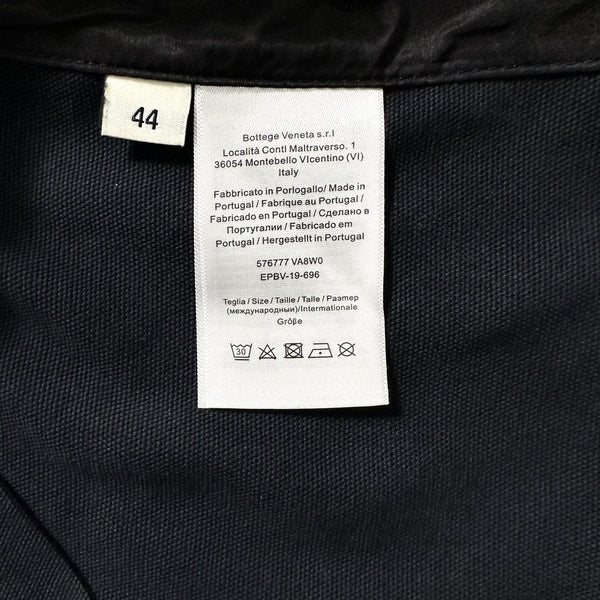 44
Bottege Veneta s.r.l
Località Contl Maltraverso. 1
36054 Montebello VIcentino (VI)
Italy
Fabbricato in Porlogallo/ Made in
Portugal / Fabrique au Portugal /
Fabricado en Portugal / Сделано в
Португалии / Fabricado em
Portugal / Hergestellt in Portugal
576777 VA8W0
EPBV-19-696
Teglia / Size / Taille / Talle / Размер
(международный)/Internationale
Größe
30